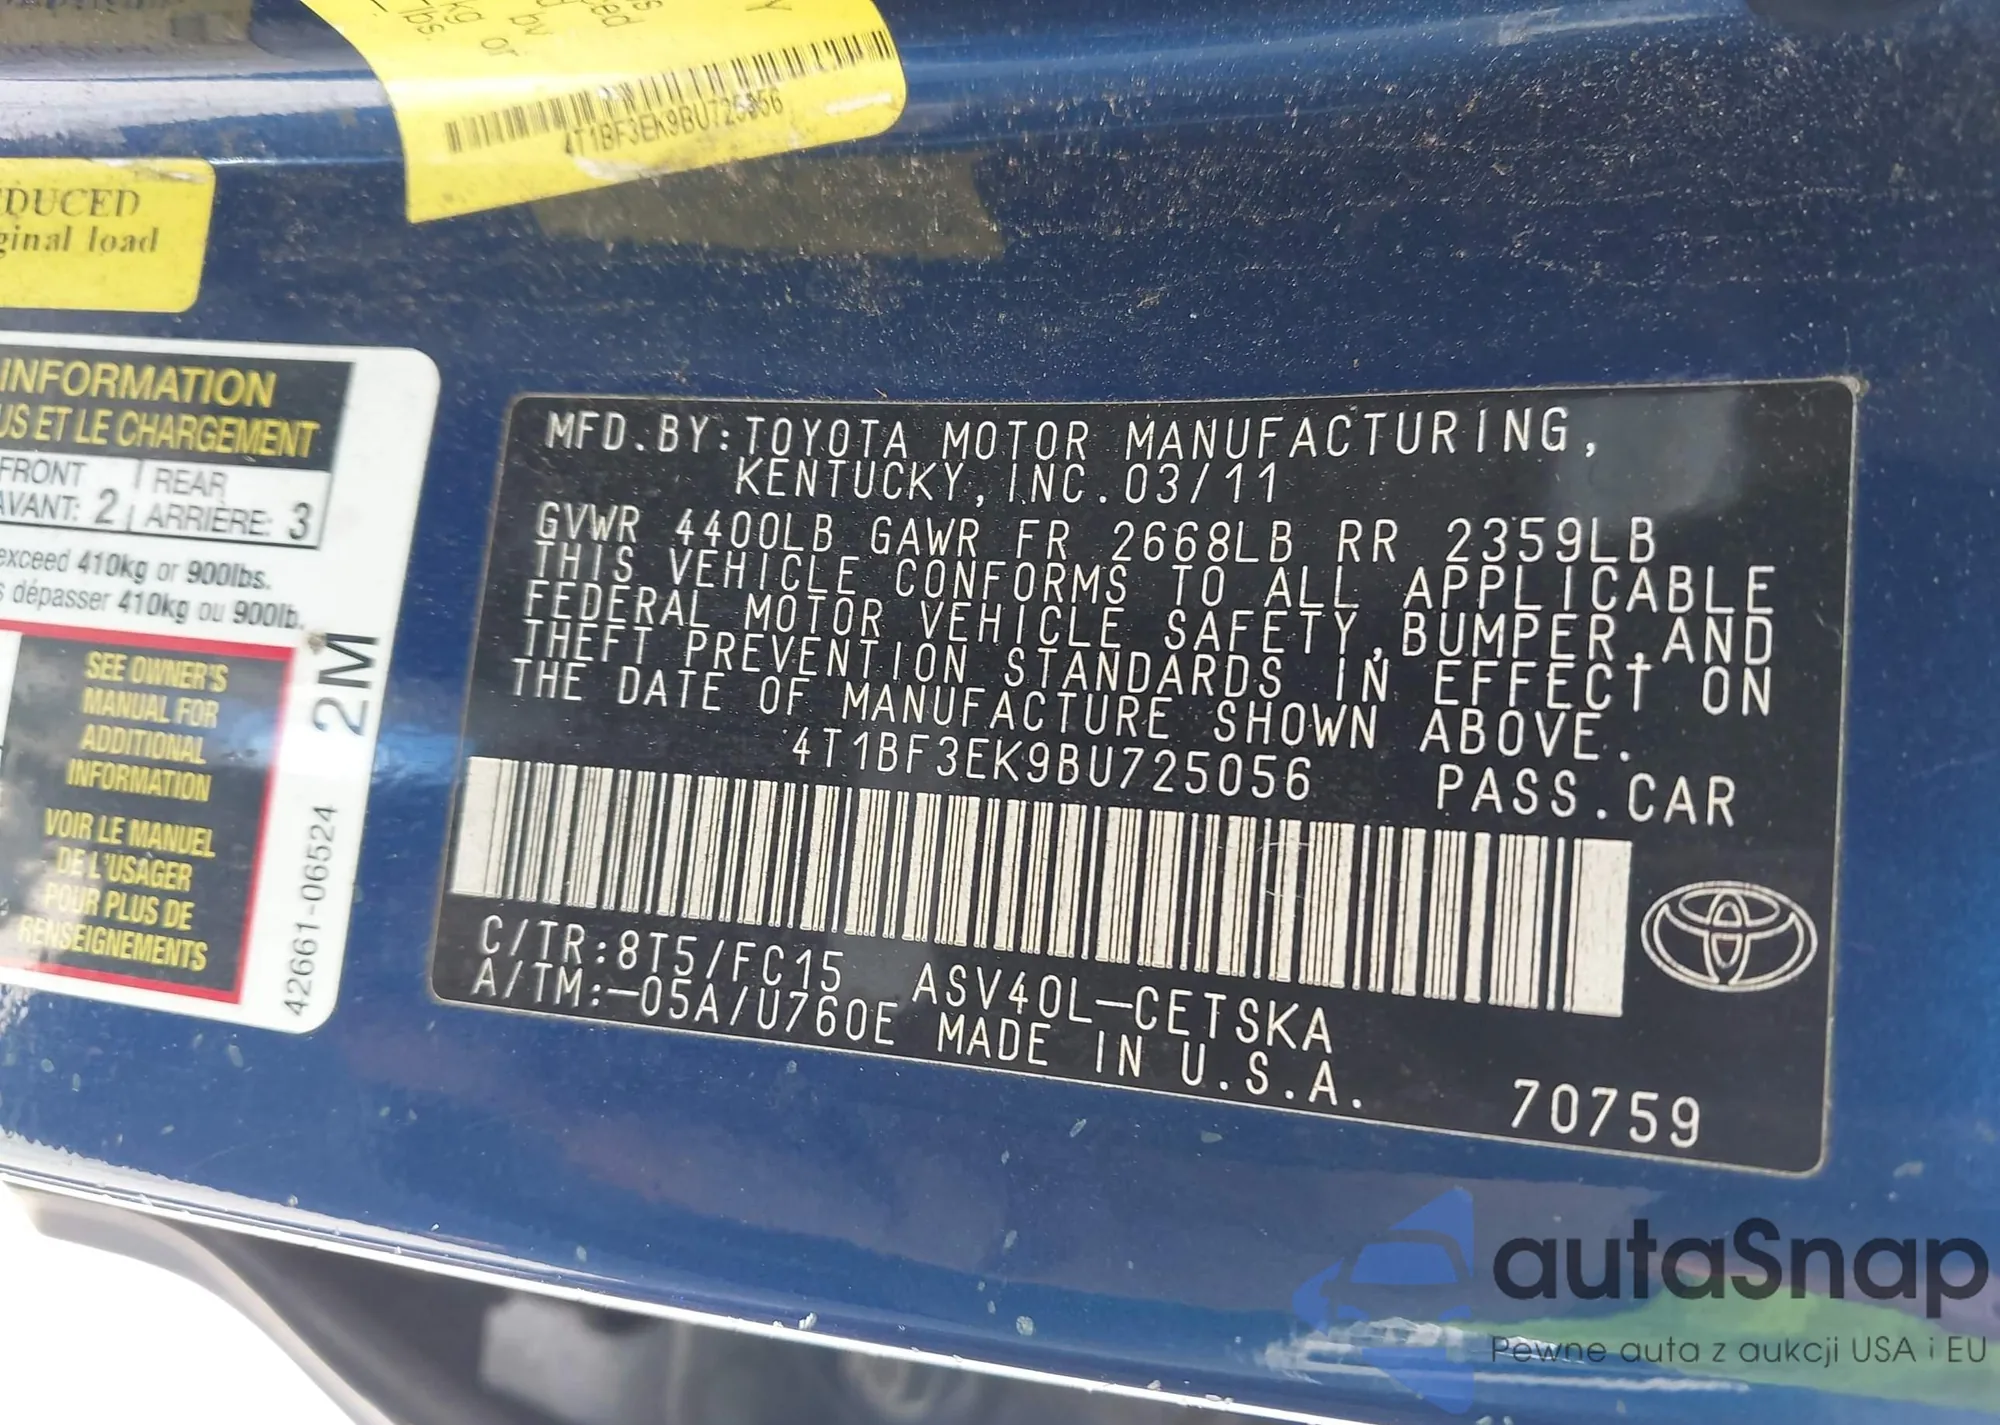 kg or
lbs.
4T1BF3EK9BU725056
DUCED
ginal load
INFORMATION
US ET LE CHARGEMENT
FRONT | REAR
AVANT: 2 | ARRIÈRE: 3
exceed 410kg or 900lbs.
s dépasser 410kg ou 900lb.
SEE OWNER'S
MANUAL FOR
ADDITIONAL
INFORMATION
VOIR LE MANUEL
DE L'USAGER
POUR PLUS DE
RENSEIGNEMENTS
2M
42661-06524
MFD.BY:TOYOTA MOTOR MANUFACTURING,
KENTUCKY,INC.03/11
GVWR 4400LB GAWR FR 2668LB RR 2359LB
THIS VEHICLE CONFORMS TO ALL APPLICABLE
FEDERAL MOTOR VEHICLE SAFETY,BUMPER,AND
THEFT PREVENTION STANDARDS IN EFFECT ON
THE DATE OF MANUFACTURE SHOWN ABOVE.
4T1BF3EK9BU725056 PASS.CAR
C/TR:8T5/FC15 ASV40L-CETSKA
A/TM:-05A/U760E MADE IN U.S.A.
70759
autaSnap
Pewne auta z aukcji USA i EU